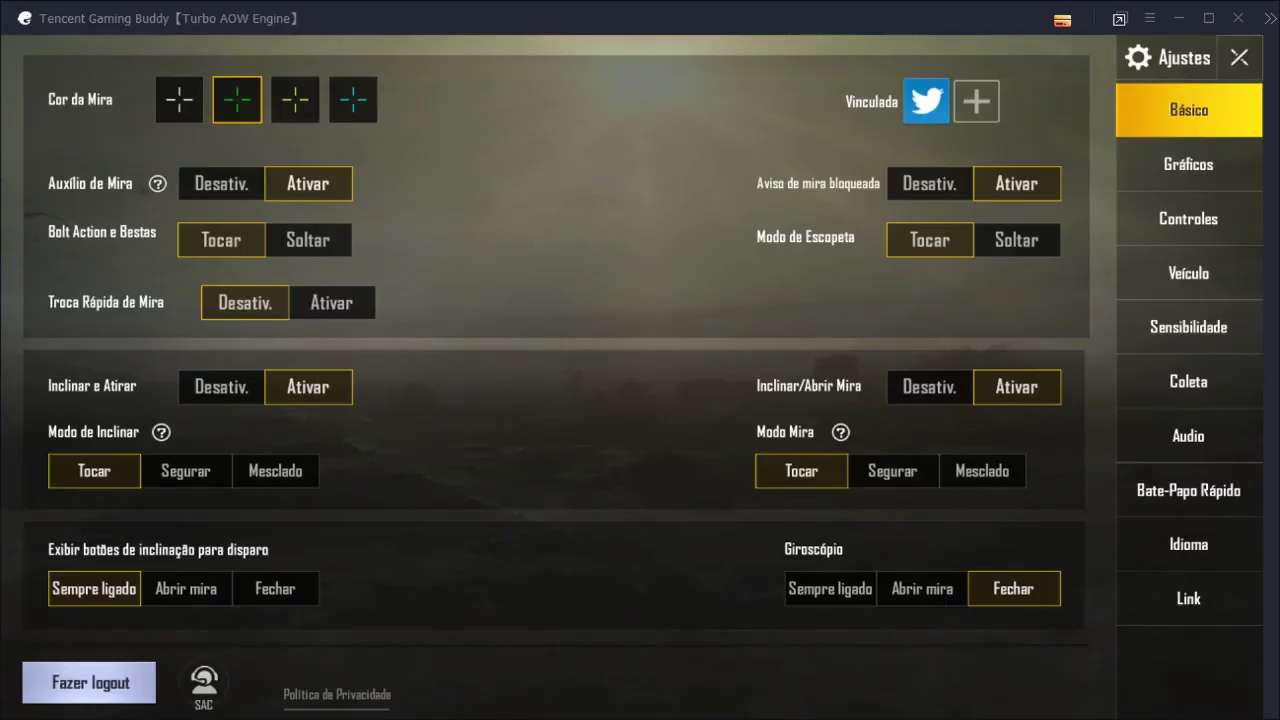 Tencent Gaming Buddy【Turbo AOW Engine】
Ajustes
Cor da Mira
Vinculada
Básico
Auxílio de Mira ? Desativ. Ativar
Aviso de mira bloqueada Desativ. Ativar
Gráficos
Bolt Action e Bestas Tocar Soltar
Modo de Escopeta Tocar Soltar
Controles
Veículo
Troca Rápida de Mira Desativ. Ativar
Sensibilidade
Inclinar e Atirar Desativ. Ativar
Inclinar/Abrir Mira Desativ. Ativar
Coleta
Modo de Inclinar ?
Modo Mira ?
Audio
Tocar Segurar Mesclado
Tocar Segurar Mesclado
Bate-Papo Rápido
Exibir botões de inclinação para disparo
Giroscópio
Idioma
Sempre ligado Abrir mira Fechar
Sempre ligado Abrir mira Fechar
Link
Fazer logout
SAC
Política de Privacidade